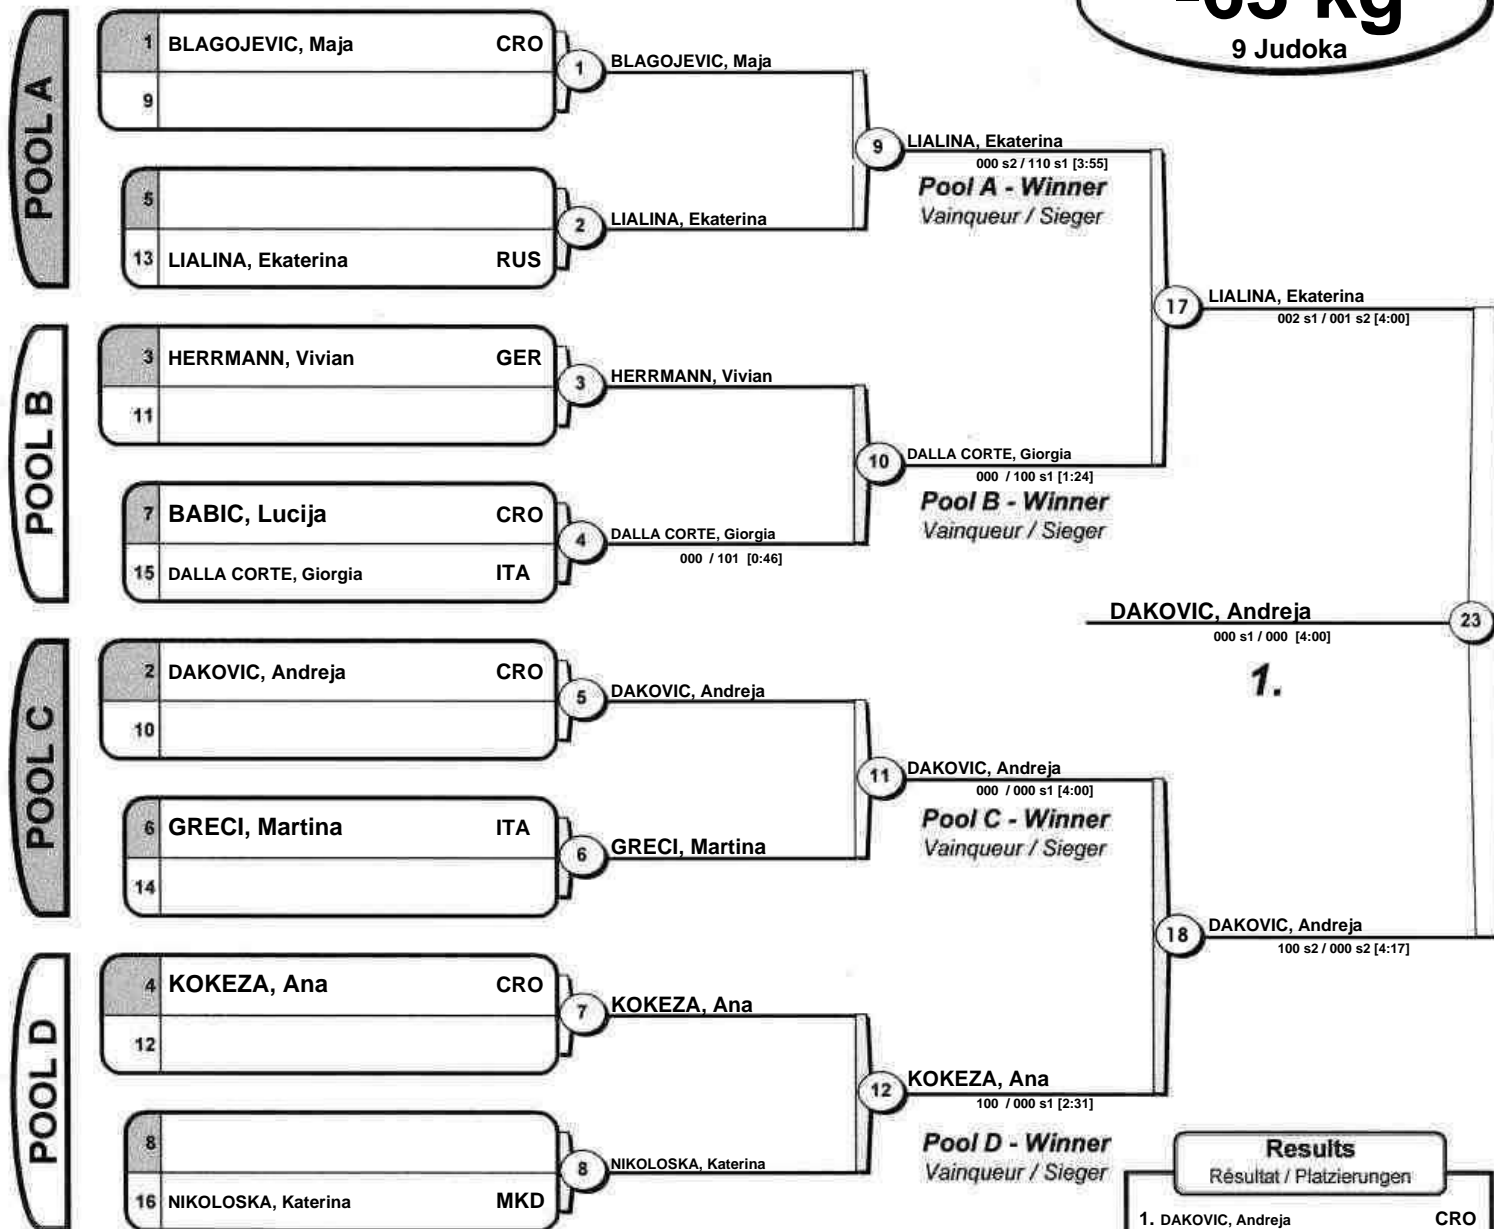 -63 kg
9 Judoka
POOL A
1 BLAGOJEVIC, Maja CRO
9
5
13 LIALINA, Ekaterina RUS
1 BLAGOJEVIC, Maja
2 LIALINA, Ekaterina
9 LIALINA, Ekaterina
000 s2 / 110 s1 [3:55]
Pool A - Winner
Vainqueur / Sieger
POOL B
3 HERRMANN, Vivian GER
11
7 BABIC, Lucija CRO
15 DALLA CORTE, Giorgia ITA
3 HERRMANN, Vivian
4 DALLA CORTE, Giorgia
000 / 101 [0:46]
10 DALLA CORTE, Giorgia
000 / 100 s1 [1:24]
Pool B - Winner
Vainqueur / Sieger
17 LIALINA, Ekaterina
002 s1 / 001 s2 [4:00]
POOL C
2 DAKOVIC, Andreja CRO
10
6 GRECI, Martina ITA
14
5 DAKOVIC, Andreja
6 GRECI, Martina
11 DAKOVIC, Andreja
000 / 000 s1 [4:00]
Pool C - Winner
Vainqueur / Sieger
DAKOVIC, Andreja 23
000 s1 / 000 [4:00]
1.
POOL D
4 KOKEZA, Ana CRO
12
8
16 NIKOLOSKA, Katerina MKD
7 KOKEZA, Ana
8 NIKOLOSKA, Katerina
12 KOKEZA, Ana
100 / 000 s1 [2:31]
Pool D - Winner
Vainqueur / Sieger
18 DAKOVIC, Andreja
100 s2 / 000 s2 [4:17]
Results
Résultat / Platzierungen
1. DAKOVIC, Andreja CRO